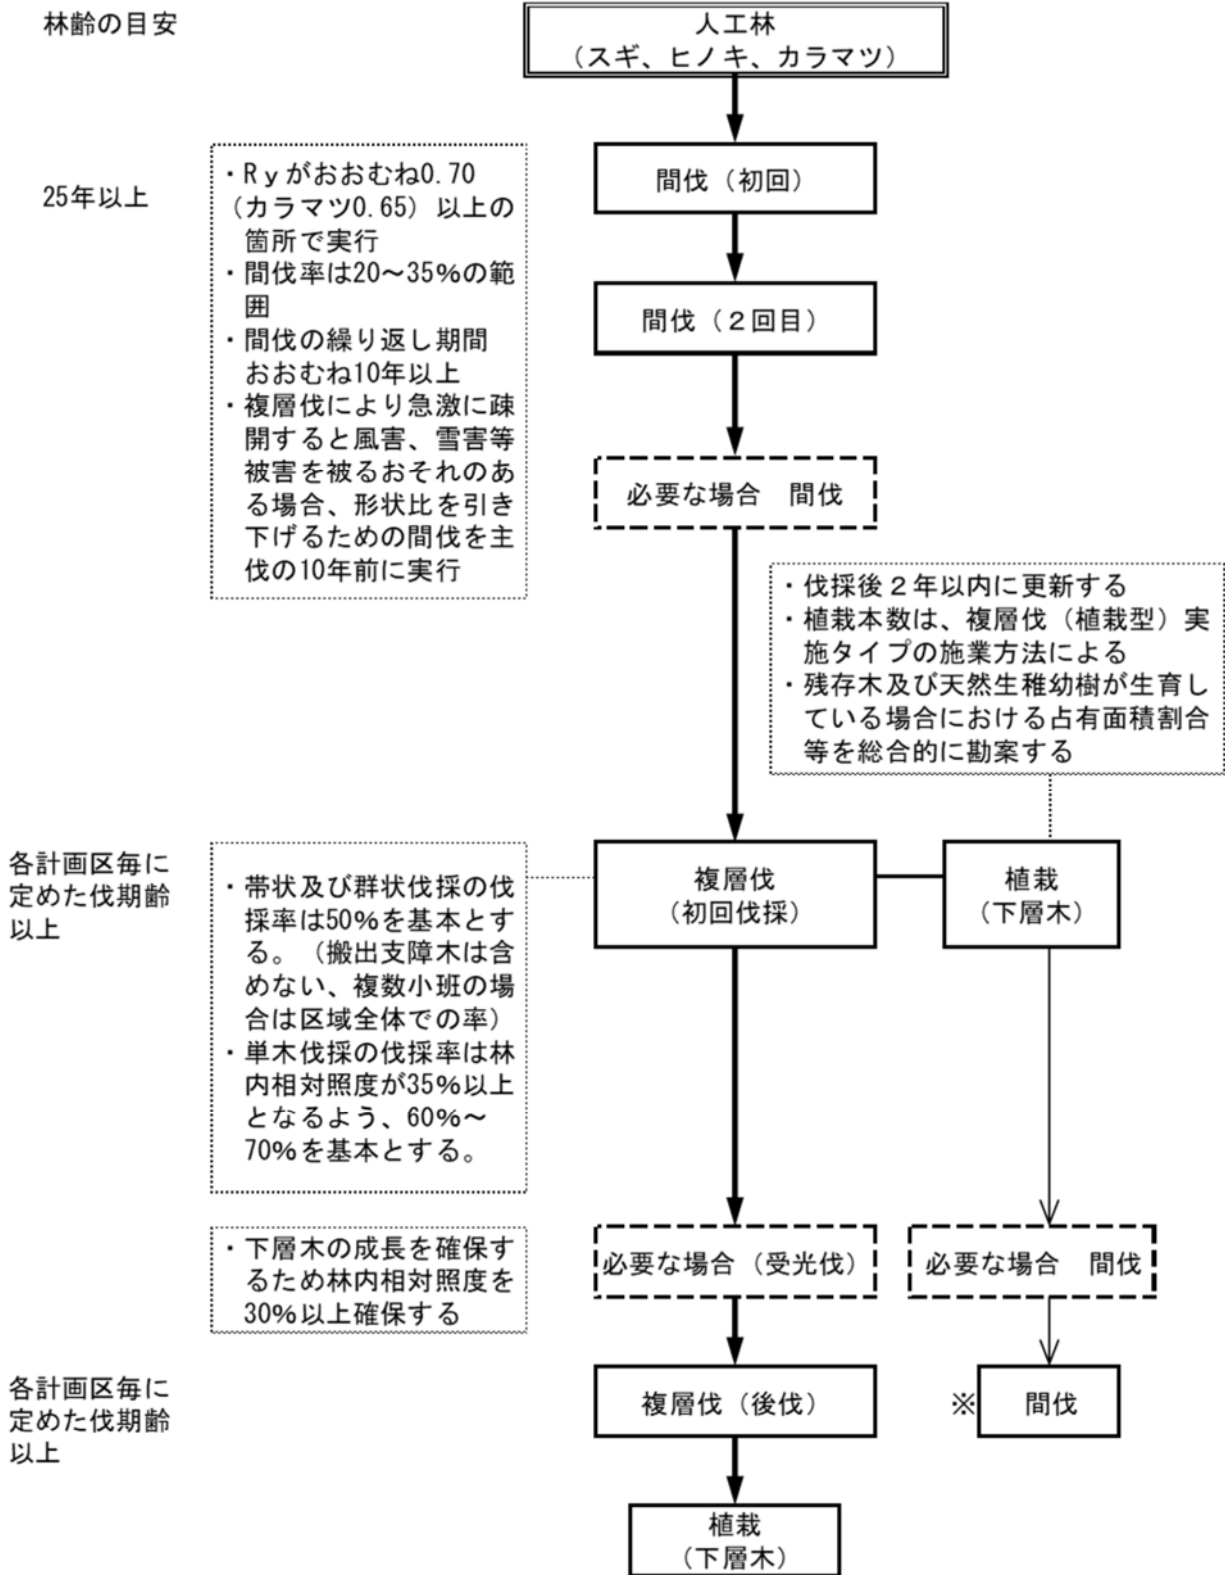 林齢の目安
人工林
（スギ、ヒノキ、カラマツ）
25年以上
・Ｒｙがおおむね0.70
（カラマツ0.65）以上の
箇所で実行
・間伐率は20～35%の範
囲
・間伐の繰り返し期間
おおむね10年以上
・複層伐により急激に疎
開すると風害、雪害等
被害を被るおそれのあ
る場合、形状比を引き
下げるための間伐を主
伐の10年前に実行
間伐（初回）
間伐（２回目）
必要な場合　間伐
・伐採後２年以内に更新する
・植栽本数は、複層伐（植栽型）実
施タイプの施業方法による
・残存木及び天然生稚幼樹が生育し
ている場合における占有面積割合
等を総合的に勘案する
各計画区毎に
定めた伐期齢
以上
・帯状及び群状伐採の伐
採率は50%を基本とす
る。（搬出支障木は含
めない、複数小班の場
合は区域全体での率）
・単木伐採の伐採率は林
内相対照度が35%以上
となるよう、60%～
70%を基本とする。
複層伐
（初回伐採）
植栽
（下層木）
・下層木の成長を確保す
るため林内相対照度を
30%以上確保する
必要な場合（受光伐）
必要な場合　間伐
各計画区毎に
定めた伐期齢
以上
複層伐（後伐）
※ 間伐
植栽
（下層木）